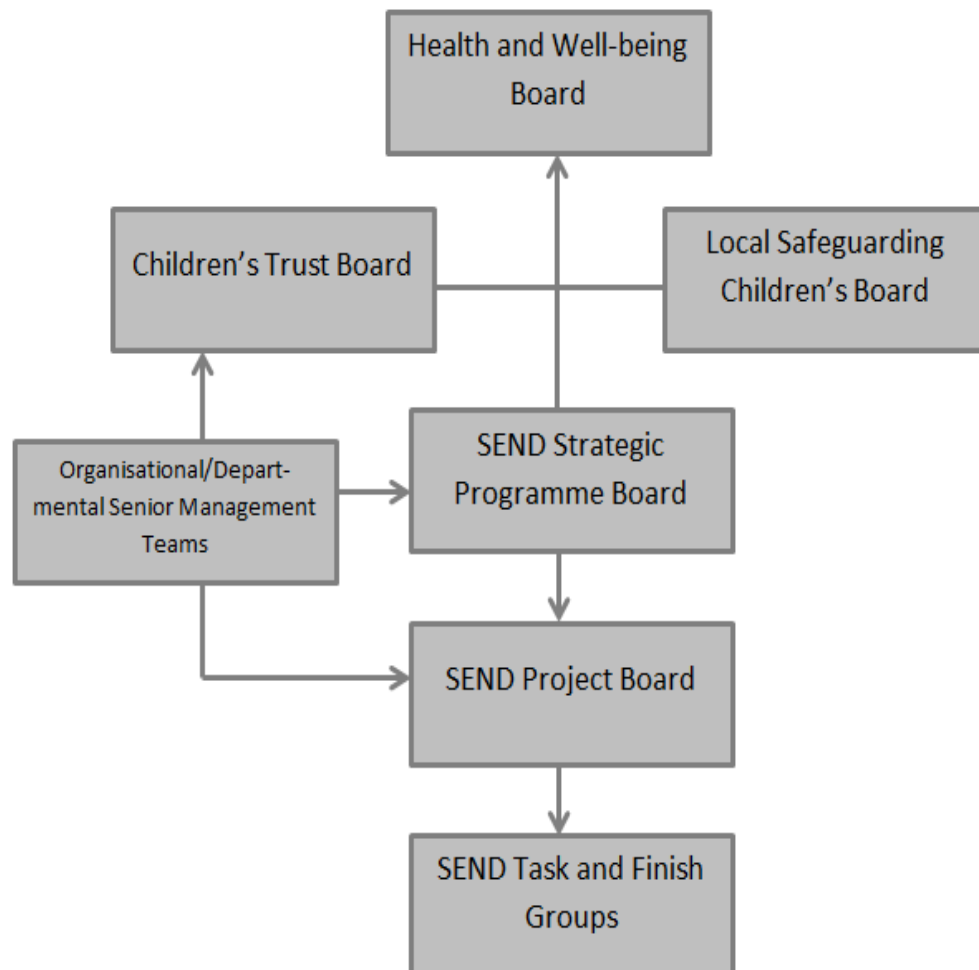 Health and Well-being
Board
Children’s Trust Board
Local Safeguarding
Children’s Board
Organisational/Depart-
mental Senior Management
Teams
SEND Strategic
Programme Board
SEND Project Board
SEND Task and Finish
Groups